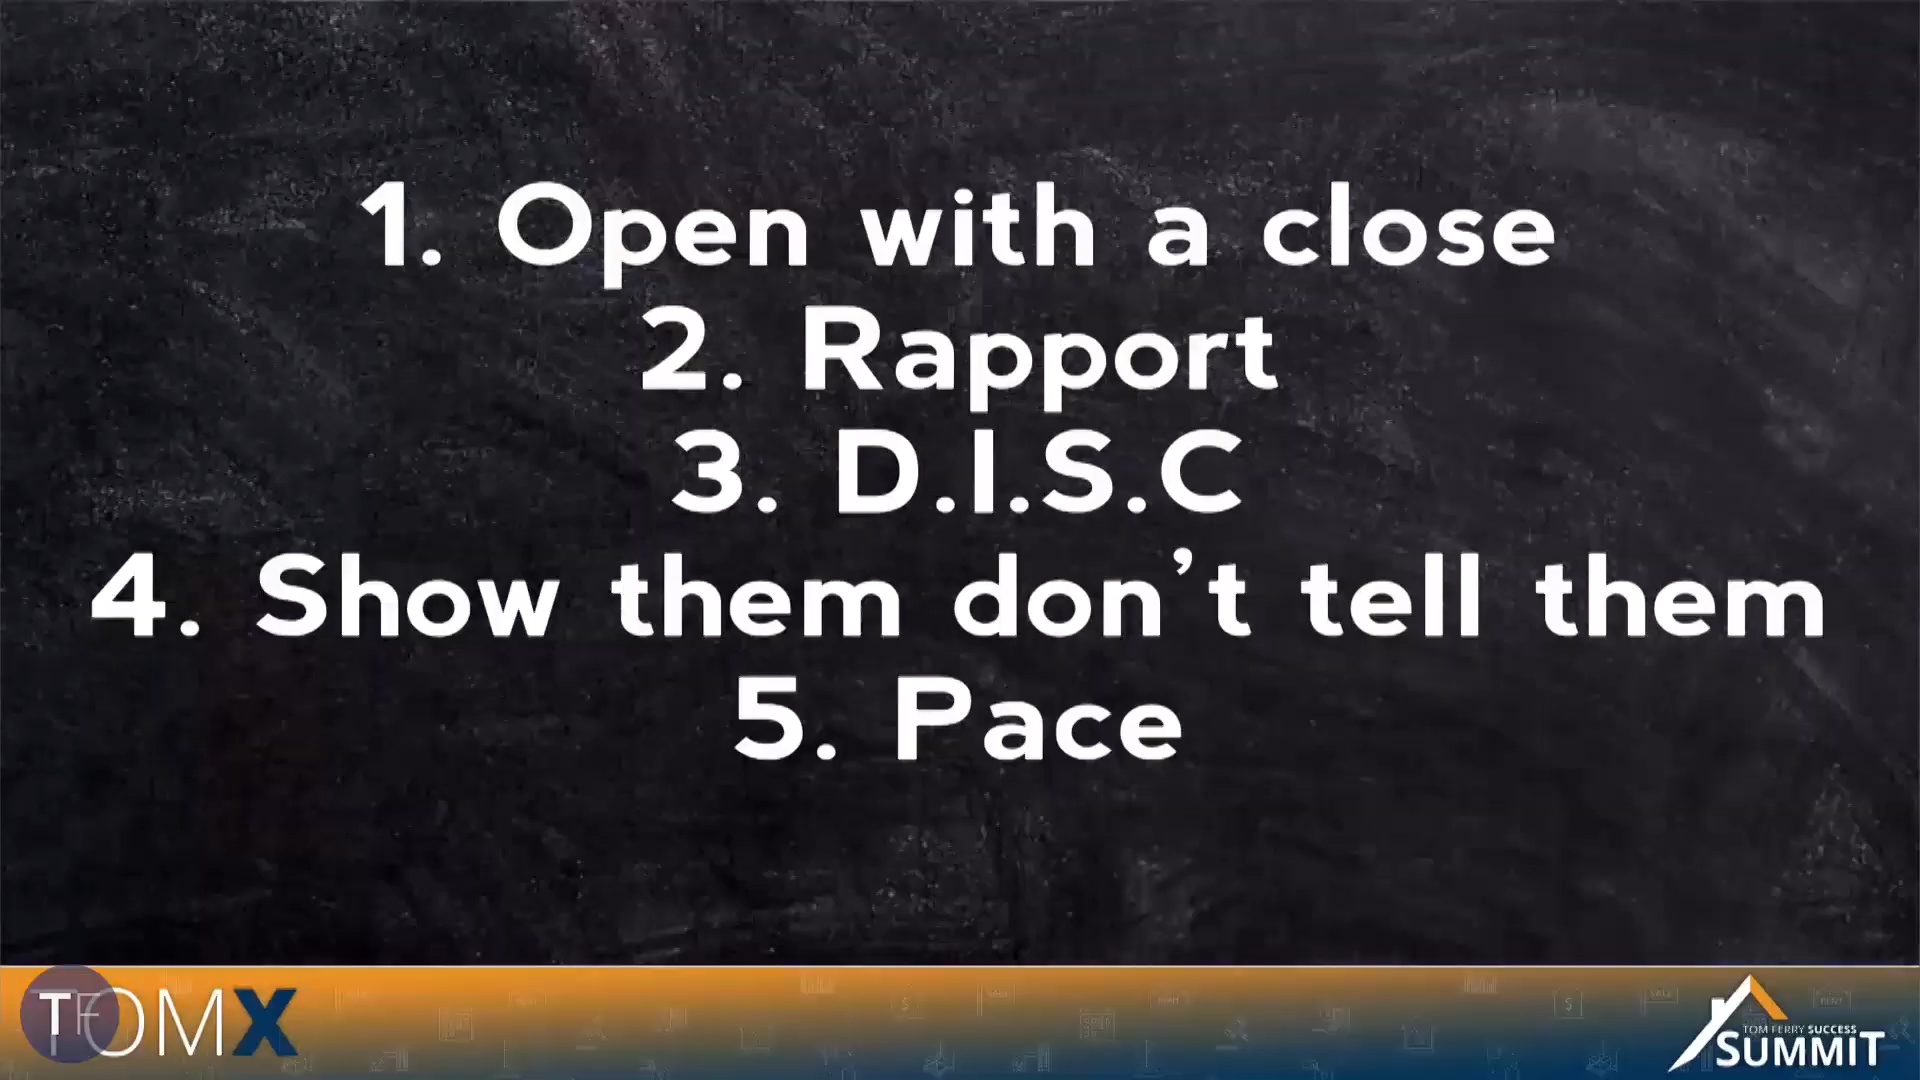 1. Open with a close
2. Rapport
3. D.I.S.C
4. Show them don't tell them
5. Pace
TF
TOMX
TOM FERRY SUCCESS
SUMMIT